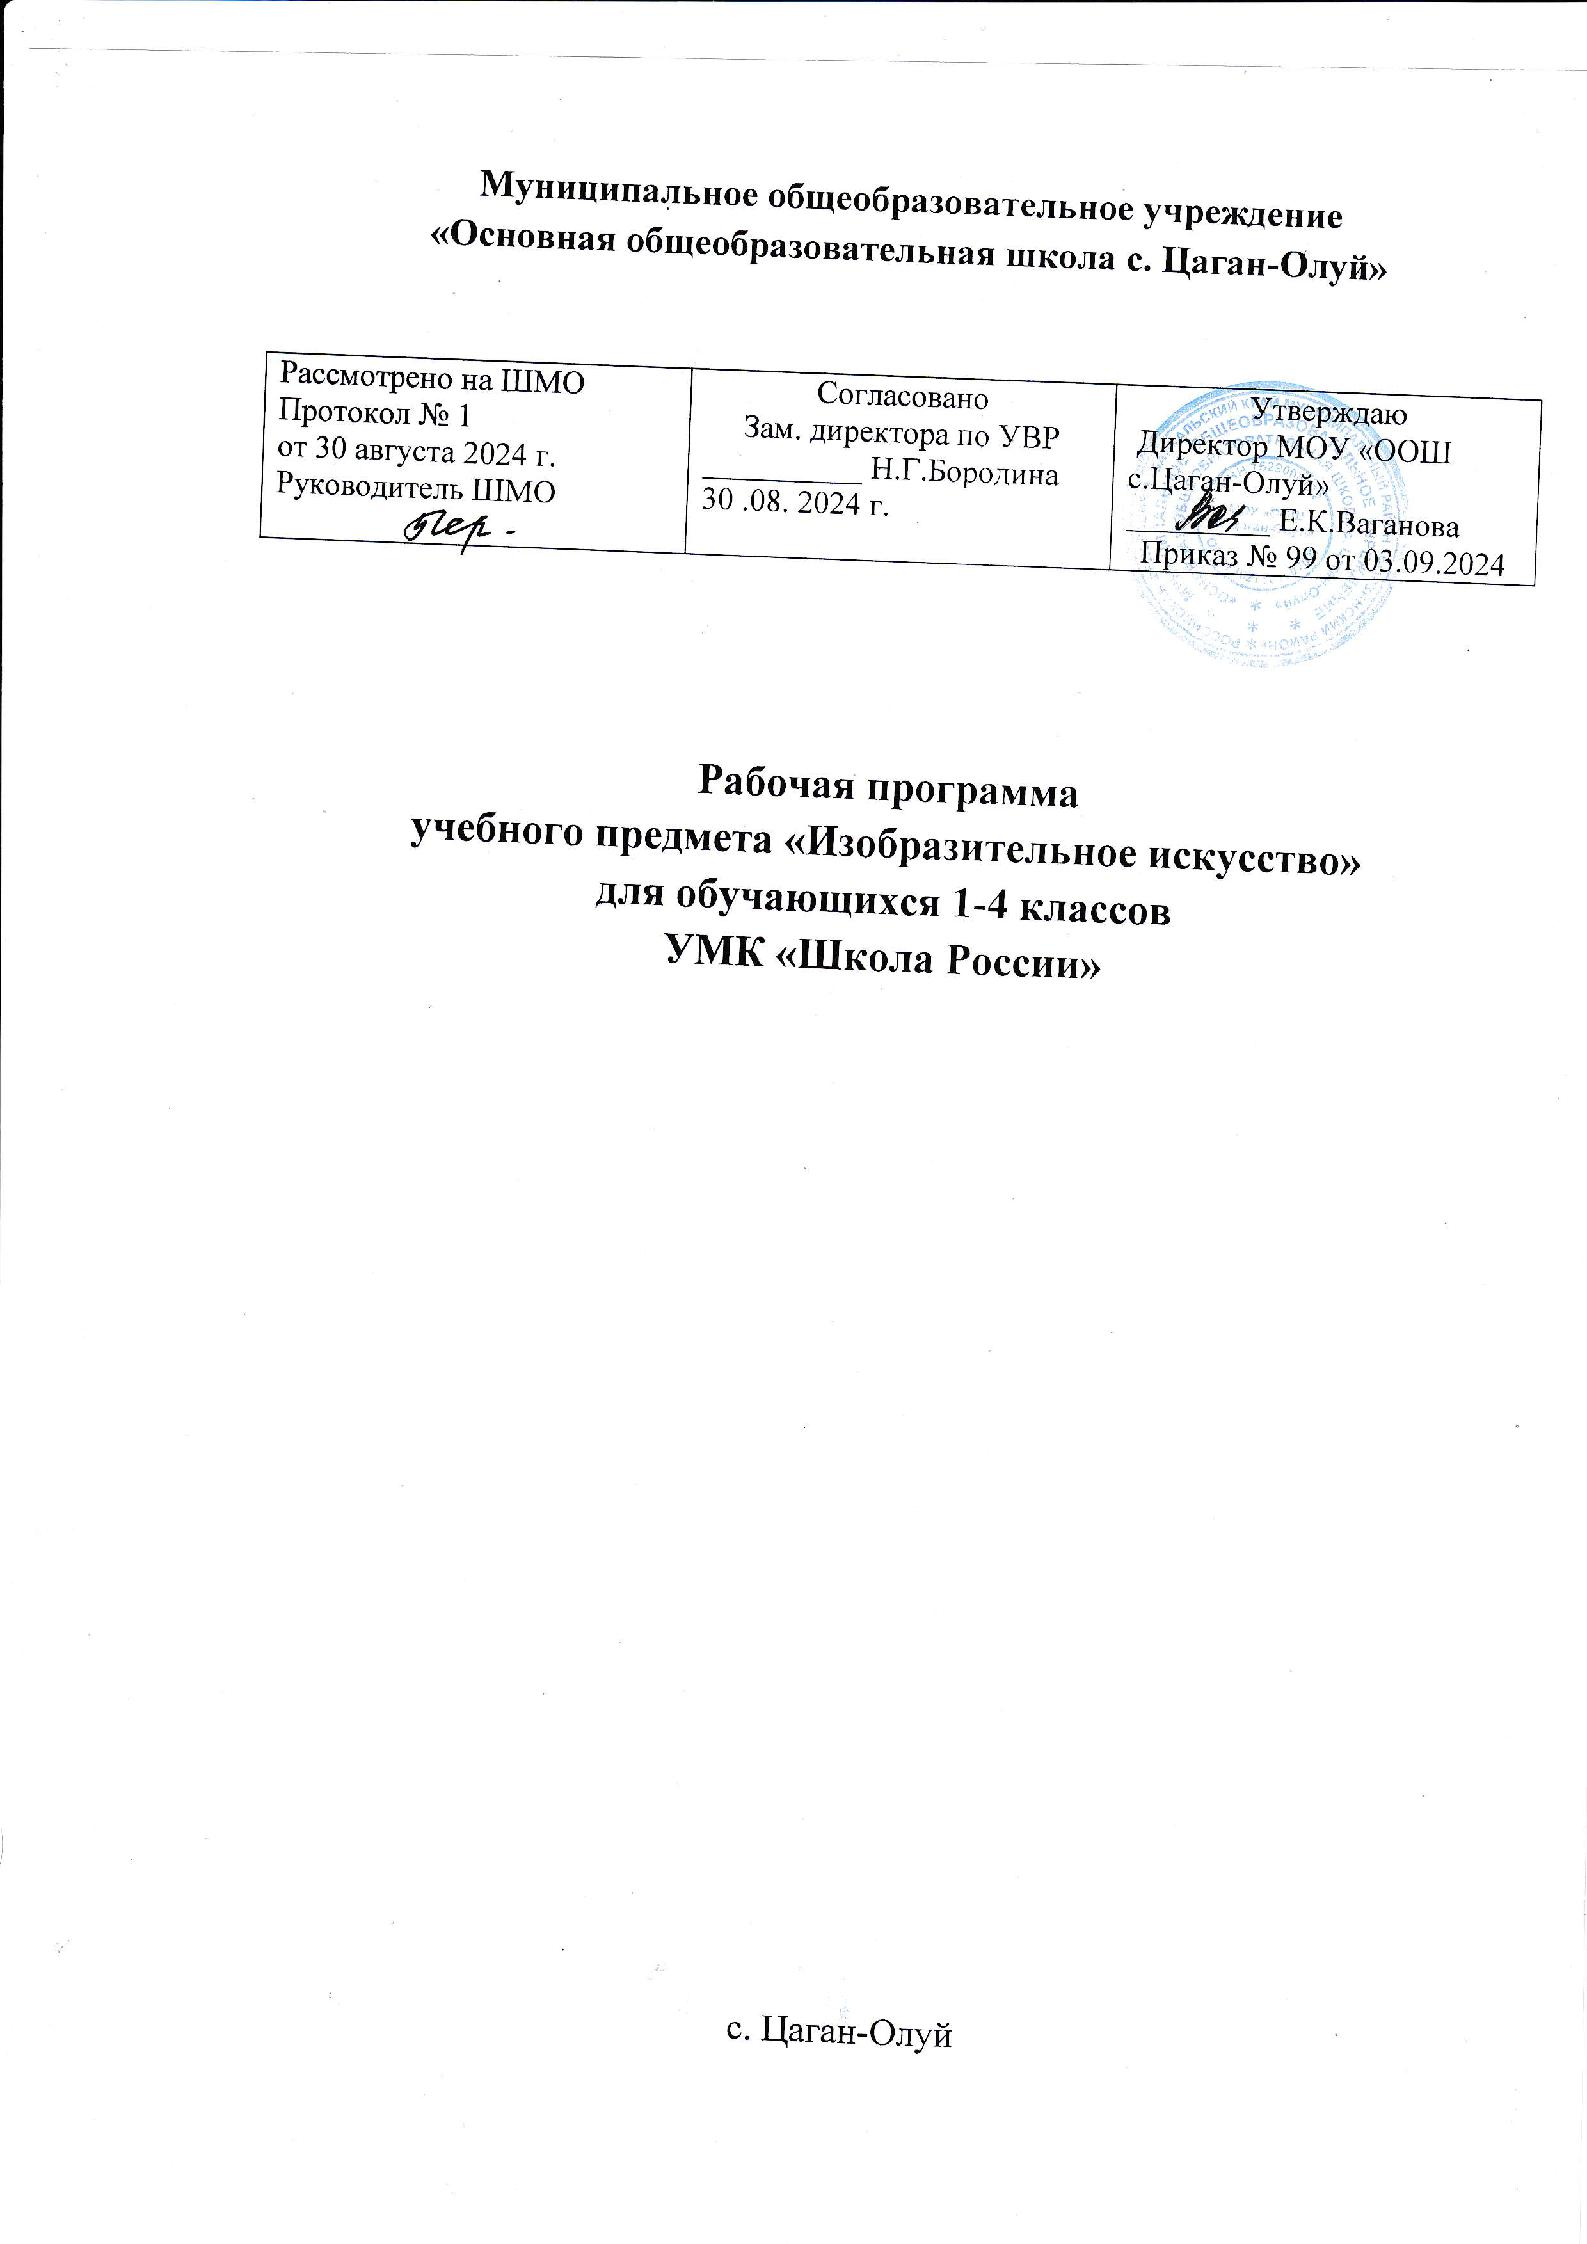 Муниципальное общеобразовательное учреждение
«Основная общеобразовательная школа с. Цаган-Олуй»
Рассмотрено на ШМО
Протокол № 1
от 30 августа 2024 г.
Руководитель ШМО
Согласовано
Зам. директора по УВР
__________ Н.Г.Бородина
30 .08. 2024 г.
Утверждаю
Директор МОУ «ООШ
с.Цаган-Олуй»
_________ Е.К.Ваганова
Приказ № 99 от 03.09.2024
Рабочая программа
учебного предмета «Изобразительное искусство»
для обучающихся 1-4 классов
УМК «Школа России»
с. Цаган-Олуй